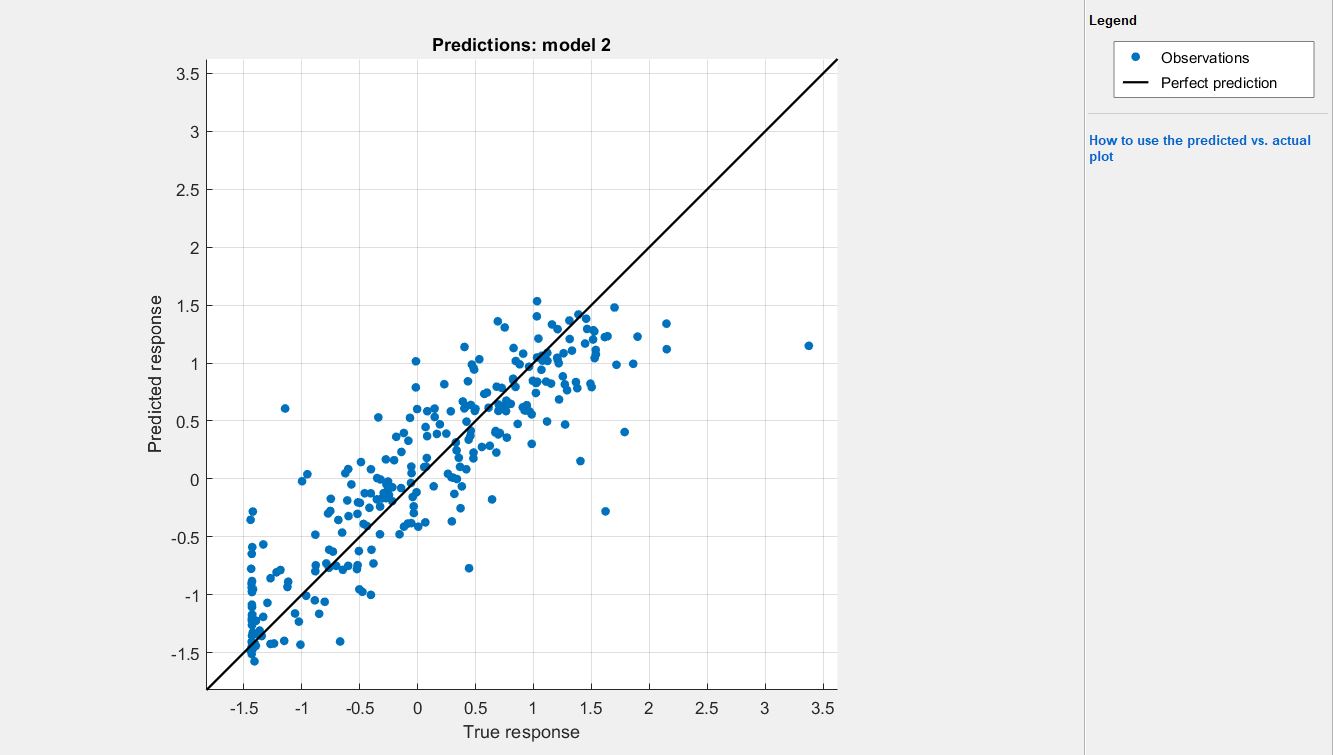 Predictions: model 2
3.5
3
2.5
2
1.5
1
0.5
0
-0.5
-1
-1.5
Predicted response
-1.5 -1 -0.5 0 0.5 1 1.5 2 2.5 3 3.5
True response
Legend
Observations
Perfect prediction
How to use the predicted vs. actual
plot